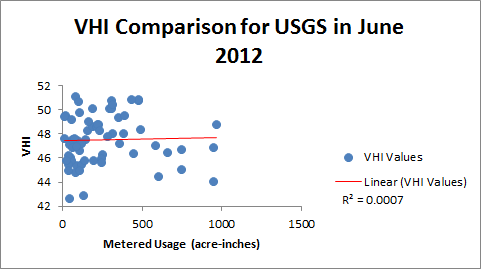 VHI Comparison for USGS in June
2012
52
50
48
46
44
42
VHI
0
500
1000
1500
Metered Usage (acre-inches)
VHI Values
Linear (VHI Values)
R² = 0.0007